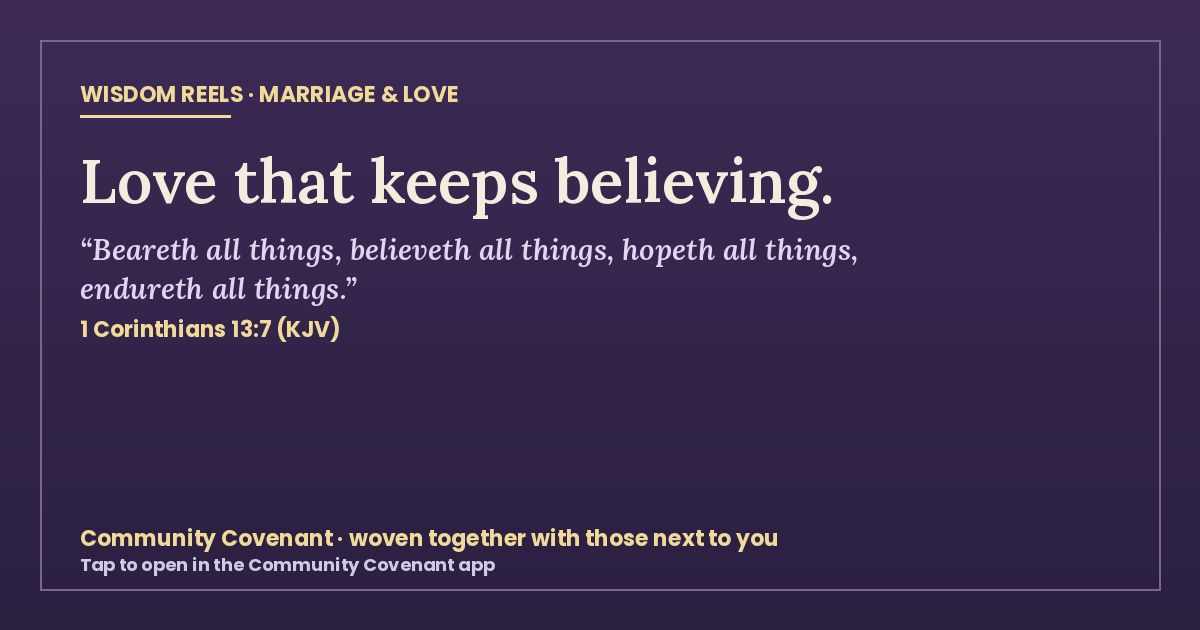 WISDOM REELS · MARRIAGE & LOVE
Love that keeps believing.
“Beareth all things, believeth all things, hopeth all things,
endureth all things.”
1 Corinthians 13:7 (KJV)
Community Covenant · woven together with those next to you
Tap to open in the Community Covenant app